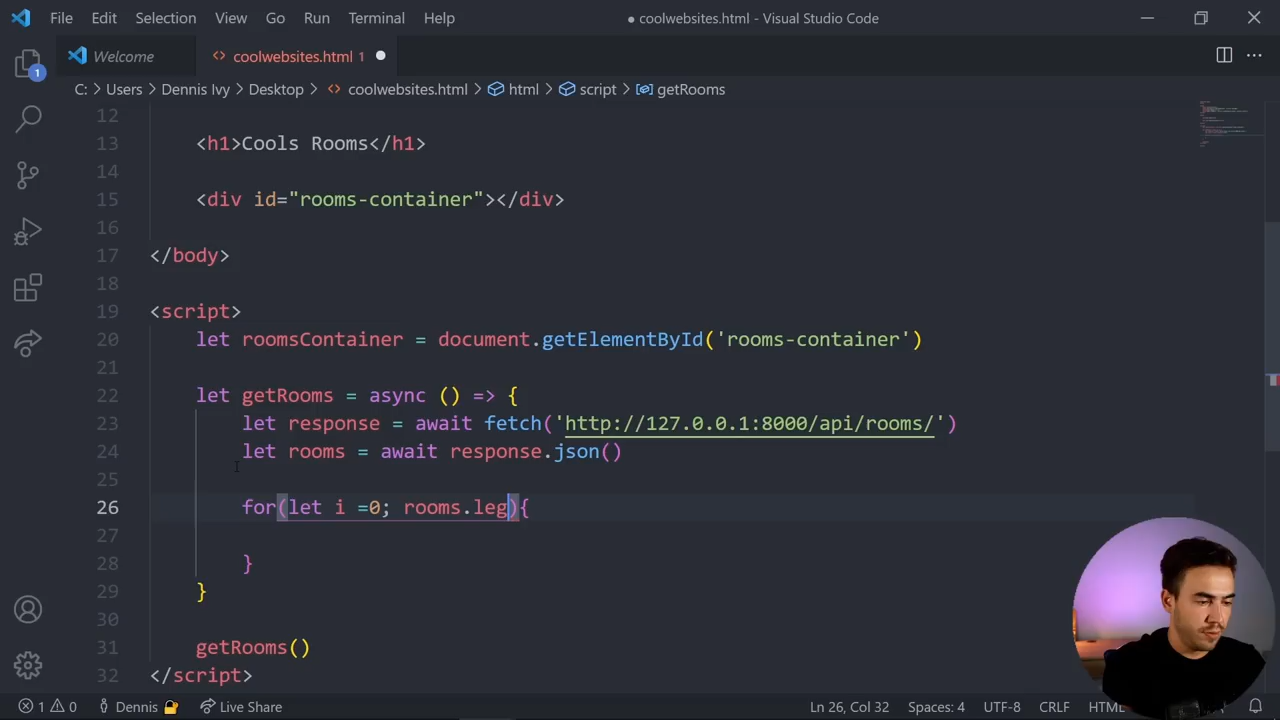 File Edit Selection View Go Run Terminal Help ● coolwebsites.html - Visual Studio Code
Welcome coolwebsites.html 1
C: > Users > Dennis Ivy > Desktop > coolwebsites.html > html > script > getRooms
12
13 <h1>Cools Rooms</h1>
14
15 <div id="rooms-container"></div>
16
17 </body>
18
19 <script>
20 let roomsContainer = document.getElementById('rooms-container')
21
22 let getRooms = async () => {
23 let response = await fetch('http://127.0.0.1:8000/api/rooms/')
24 let rooms = await response.json()
25
26 for(let i =0; rooms.leg){
27
28 }
29 }
30
31 getRooms()
32 </script>
1
1 0 Dennis Live Share Ln 26, Col 32 Spaces: 4 UTF-8 CRLF HTML